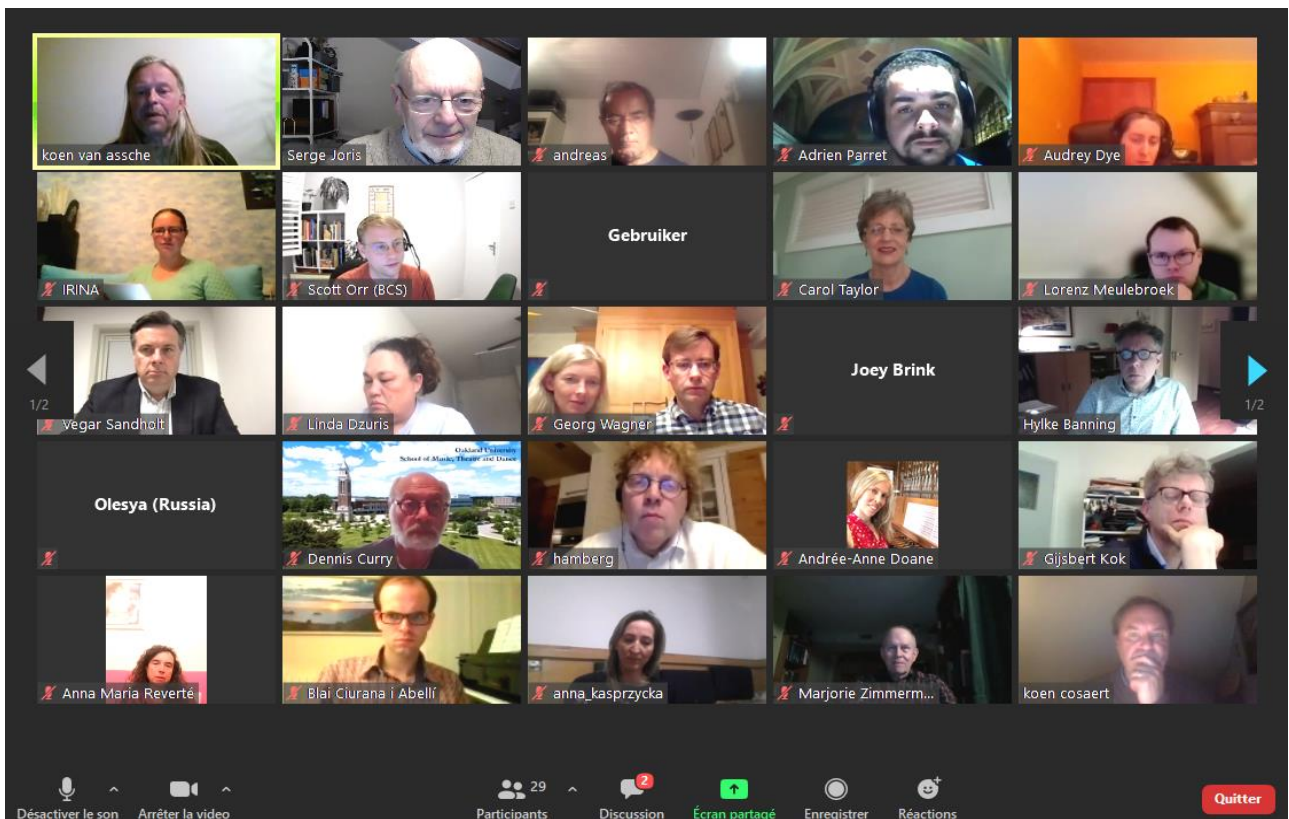 koen van assche
Serge Joris
andreas
Adrien Parret
Audrey Dye
IRINA
Scott Orr (BCS)
Gebruiker
Carol Taylor
Lorenz Meulebroek
1/2
Vegar Sandholt
Linda Dzuris
Georg Wagner
Joey Brink
Hylke Banning
1/2
Olesya (Russia)
Oakland University
School of Music, Theatre and Dance
Dennis Curry
hamberg
Andrée-Anne Doane
Gijsbert Kok
Anna Maria Reverté
Blai Ciurana i Abellí
anna_kasprzycka
Marjorie Zimmerm...
koen cosaert
29
2
Désactiver le son
Arrêter la video
Participants
Discussion
Écran partagé
Enregistrer
Réactions
Quitter